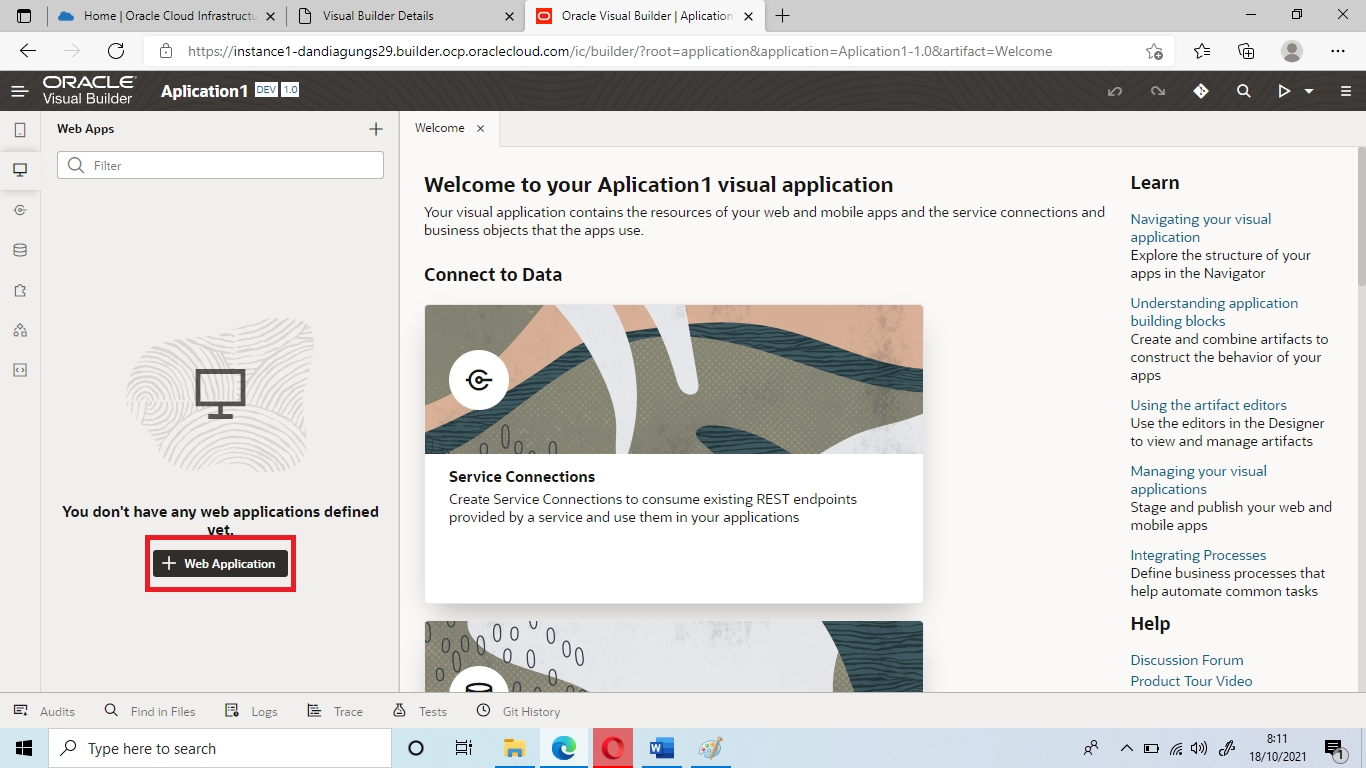 Home | Oracle Cloud Infrastructu
Visual Builder Details
Oracle Visual Builder | Aplication
https://instance1-dandiagungs29.builder.ocp.oraclecloud.com/ic/builder/?root=application&application=Aplication1-1.0&artifact=Welcome
ORACLE
Visual Builder
Aplication1 DEV 1.0
Web Apps
Filter
You don't have any web applications defined
yet.
Web Application
Welcome
Welcome to your Aplication1 visual application
Your visual application contains the resources of your web and mobile apps and the service connections and
business objects that the apps use.
Connect to Data
Service Connections
Create Service Connections to consume existing REST endpoints
provided by a service and use them in your applications
Learn
Navigating your visual
application
Explore the structure of your
apps in the Navigator
Understanding application
building blocks
Create and combine artifacts to
construct the behavior of your
apps
Using the artifact editors
Use the editors in the Designer
to view and manage artifacts
Managing your visual
applications
Stage and publish your web and
mobile apps
Integrating Processes
Define business processes that
help automate common tasks
Help
Discussion Forum
Product Tour Video
Audits
Find in Files
Logs
Trace
Tests
Git History
Type here to search
8:11
18/10/2021
1